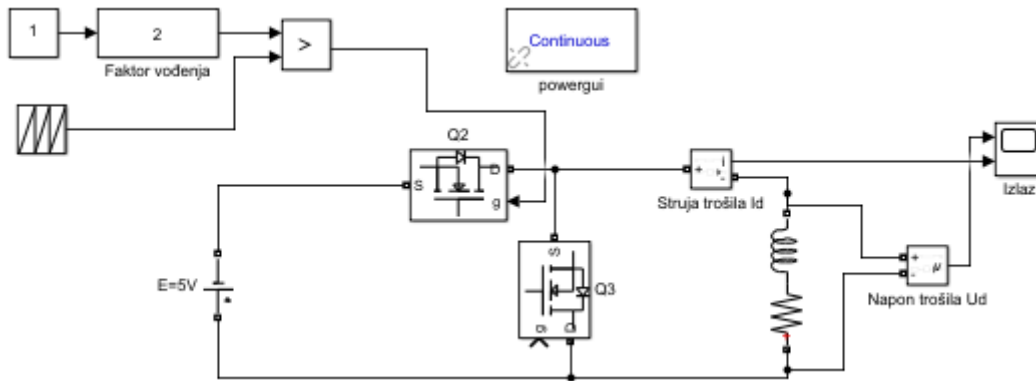 1
2
>
Faktor vođenja
Continuous
powergui
Q2
S
D
g
i
+
-
Struja trošila Id
Izlaz
S
Q3
g
D
E=5V
+
-
Napon trošila Ud